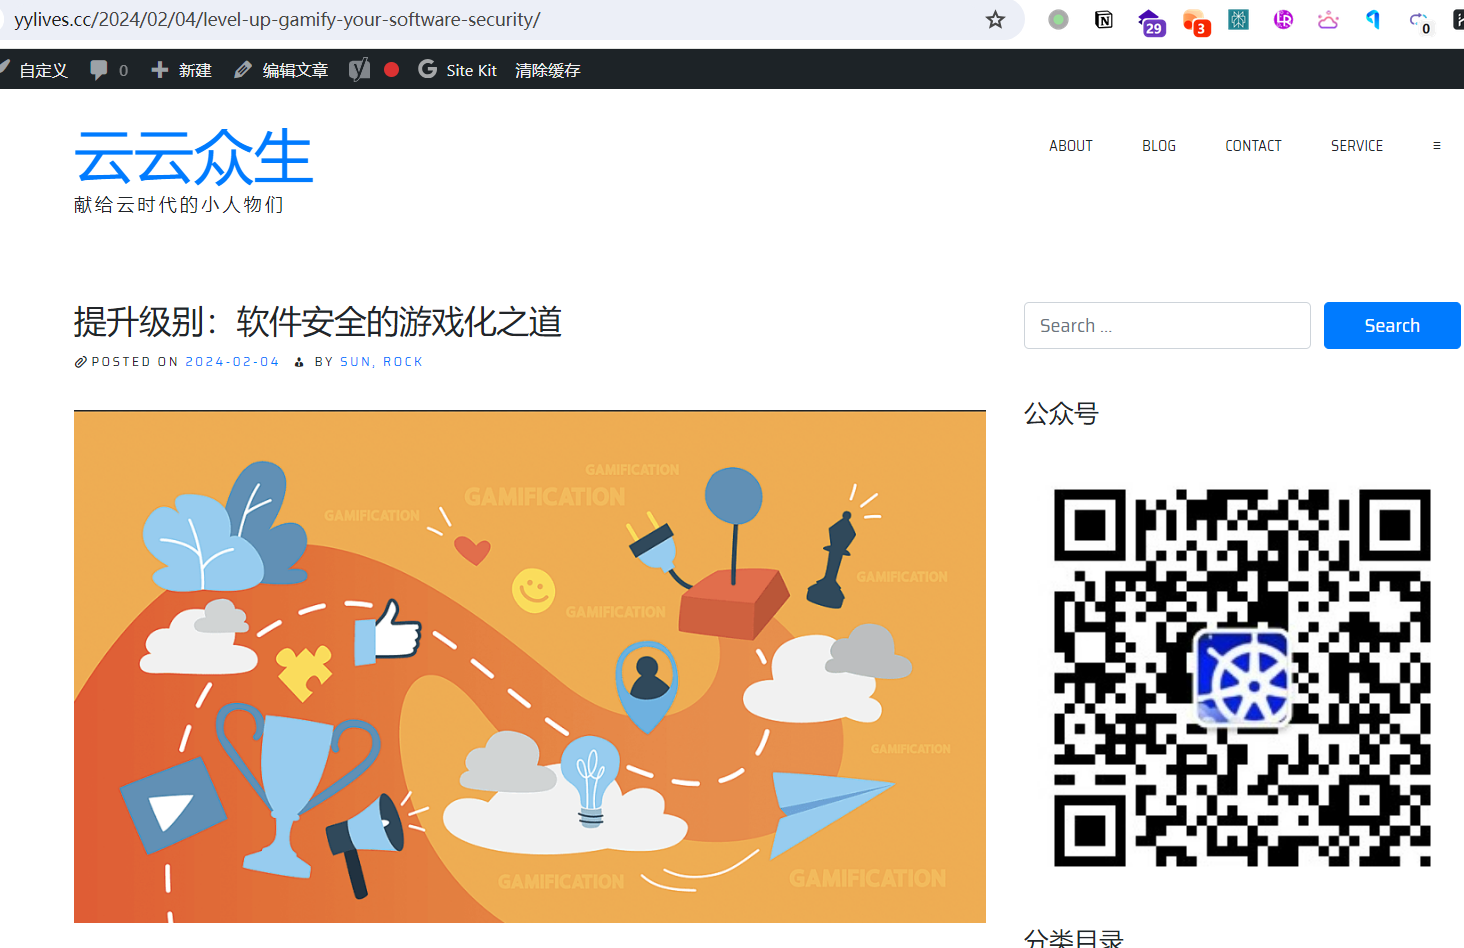 yylives.cc/2024/02/04/level-up-gamify-your-software-security/
29
3
0
自定义
0
新建
编辑文章
Site Kit
清除缓存
云云众生
献给云时代的小人物们
ABOUT
BLOG
CONTACT
SERVICE
提升级别：软件安全的游戏化之道
POSTED ON 2024-02-04 BY SUN, ROCK
Search ...
Search
公众号
GAMIFICATION
GAMIFICATION
GAMIFICATION
GAMIFICATION
GAMIFICATION
GAMIFICATION
GAMIFICATION
GAMIFICATION
分类目录